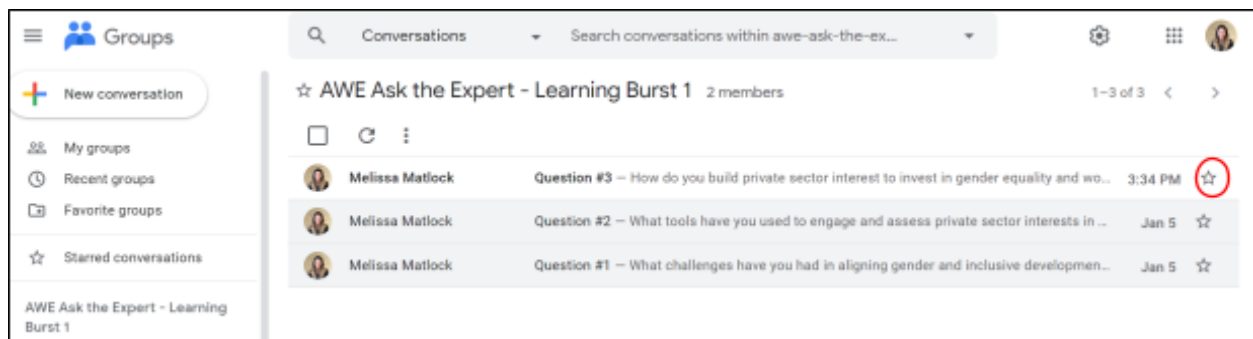 Groups
Conversations
Search conversations within awe-ask-the-ex...
New conversation
AWE Ask the Expert - Learning Burst 1 2 members
1–3 of 3
My groups
Recent groups
Favorite groups
Starred conversations
AWE Ask the Expert - Learning
Burst 1
Melissa Matlock Question #3 – How do you build private sector interest to invest in gender equality and wo... 3:34 PM
Melissa Matlock Question #2 – What tools have you used to engage and assess private sector interests in ... Jan 5
Melissa Matlock Question #1 – What challenges have you had in aligning gender and inclusive developmen... Jan 5